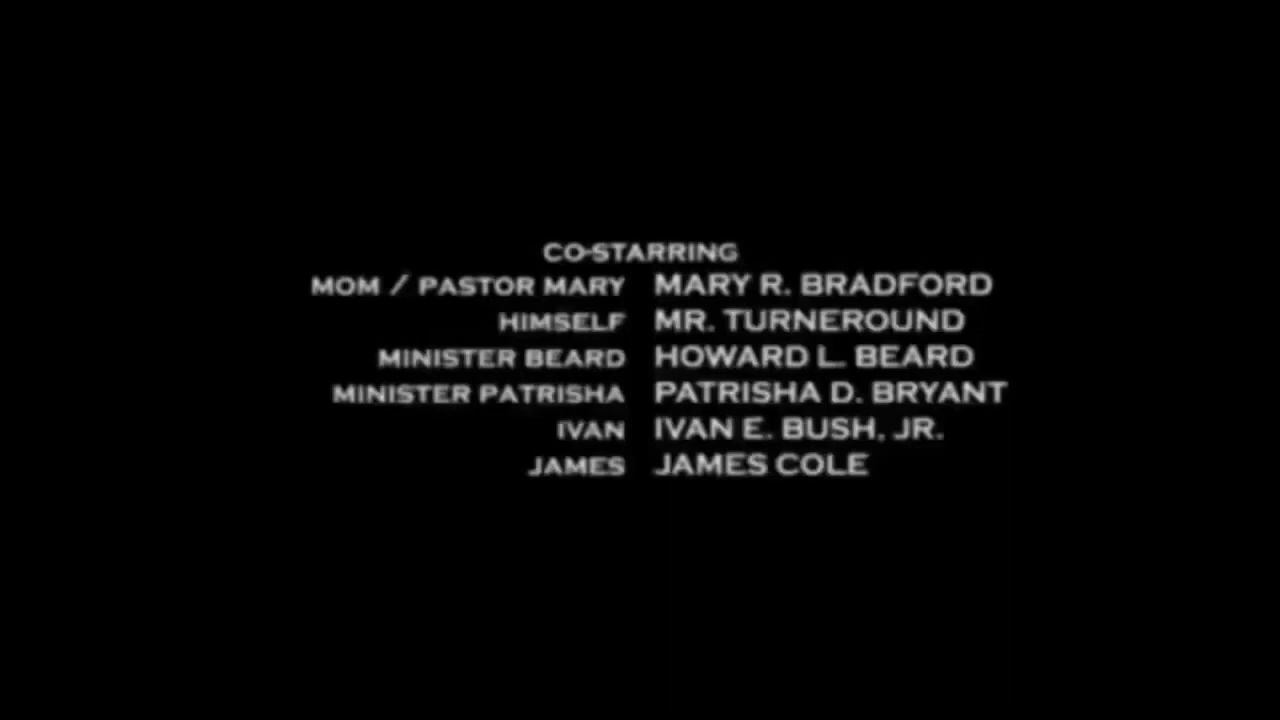 CO-STARRING
MOM / PASTOR MARY MARY R. BRADFORD
HIMSELF MR. TURNEROUND
MINISTER BEARD HOWARD L. BEARD
MINISTER PATRISHA PATRISHA D. BRYANT
IVAN IVAN E. BUSH, JR.
JAMES JAMES COLE